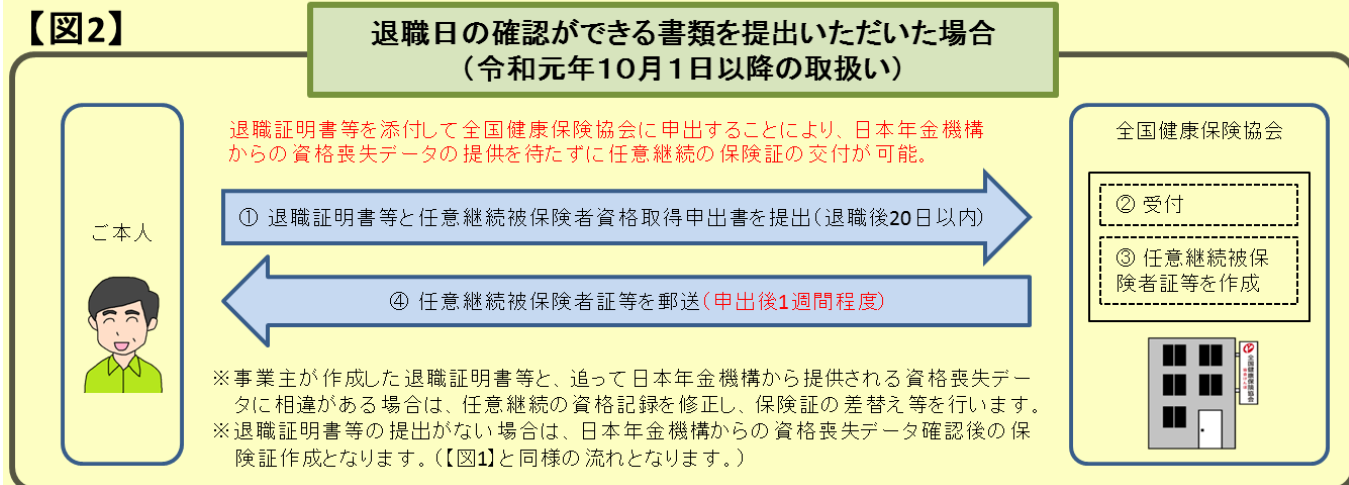 【図2】
退職日の確認ができる書類を提出いただいた場合
（令和元年10月1日以降の取扱い）
退職証明書等を添付して全国健康保険協会に申出することにより、日本年金機構
からの資格喪失データの提供を待たずに任意継続の保険証の交付が可能。
全国健康保険協会
ご本人
① 退職証明書等と任意継続被保険者資格取得申出書を提出（退職後20日以内）
② 受付
③ 任意継続被保
険者証等を作成
④ 任意継続被保険者証等を郵送（申出後1週間程度）
※事業主が作成した退職証明書等と、追って日本年金機構から提供される資格喪失デー
タに相違がある場合は、任意継続の資格記録を修正し、保険証の差替え等を行います。
※退職証明書等の提出がない場合は、日本年金機構からの資格喪失データ確認後の保
険証作成となります。（【図1】と同様の流れとなります。）
全国健康保険協会